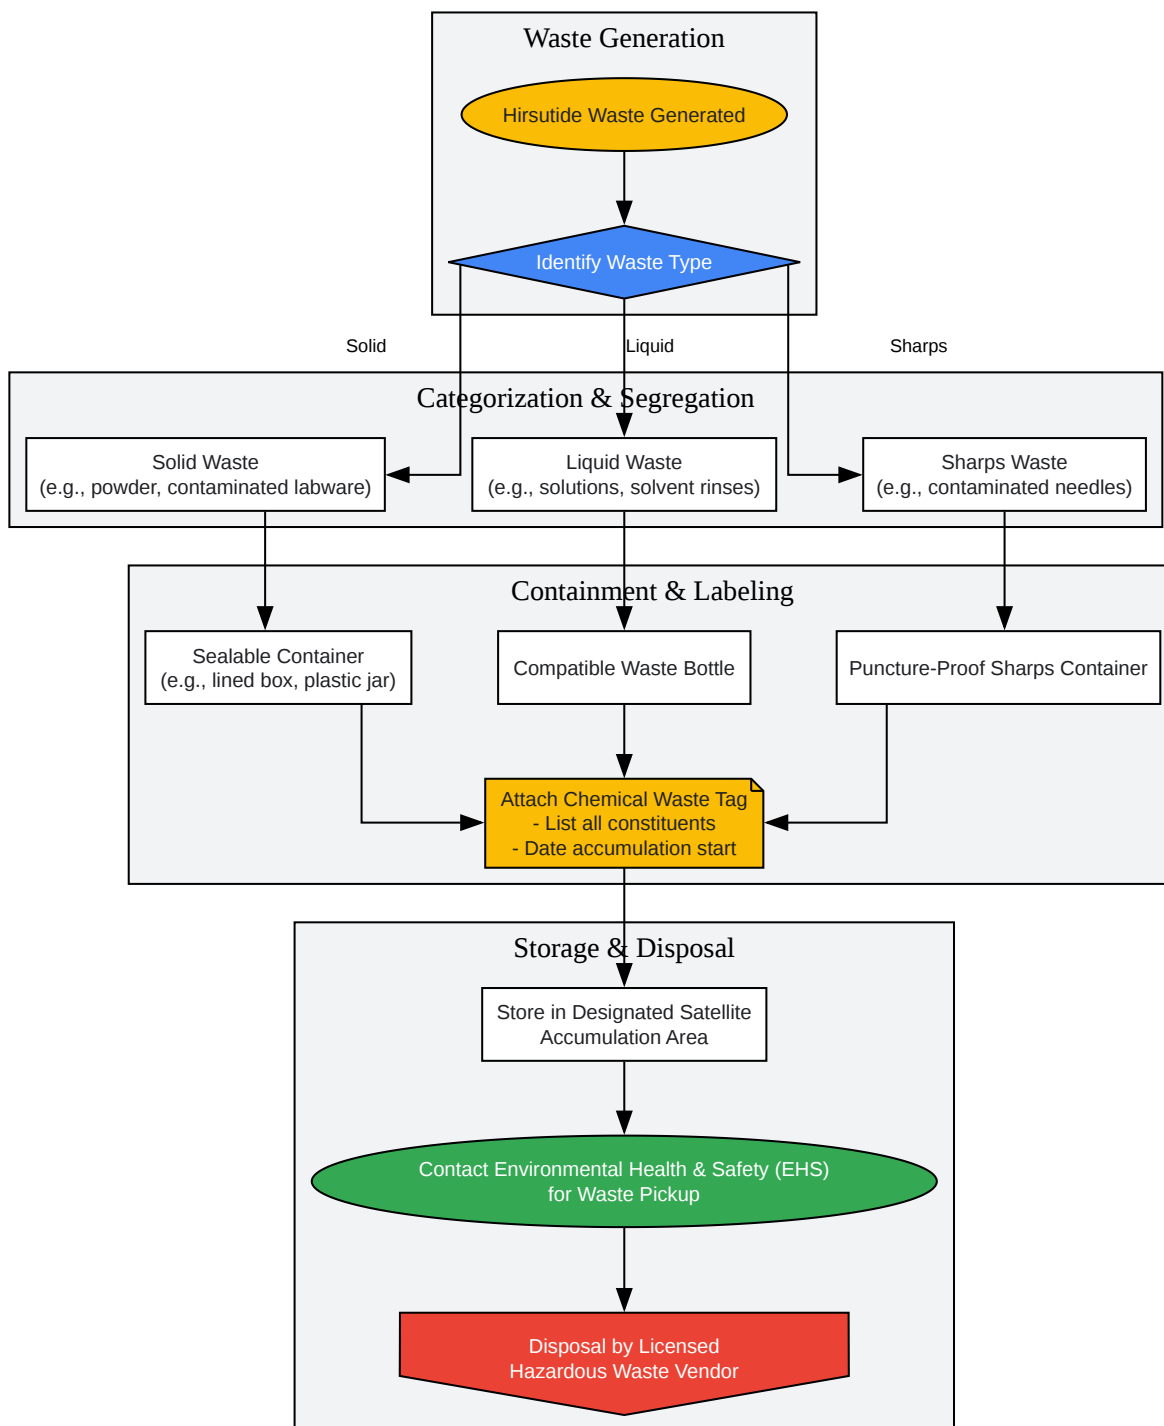 Waste Generation
Hirsutide Waste Generated
Identify Waste Type
Solid
Liquid
Sharps
Categorization & Segregation
Solid Waste
(e.g., powder, contaminated labware)
Liquid Waste
(e.g., solutions, solvent rinses)
Sharps Waste
(e.g., contaminated needles)
Containment & Labeling
Sealable Container
(e.g., lined box, plastic jar)
Compatible Waste Bottle
Puncture-Proof Sharps Container
Attach Chemical Waste Tag
- List all constituents
- Date accumulation start
Storage & Disposal
Store in Designated Satellite
Accumulation Area
Contact Environmental Health & Safety (EHS)
for Waste Pickup
Disposal by Licensed
Hazardous Waste Vendor